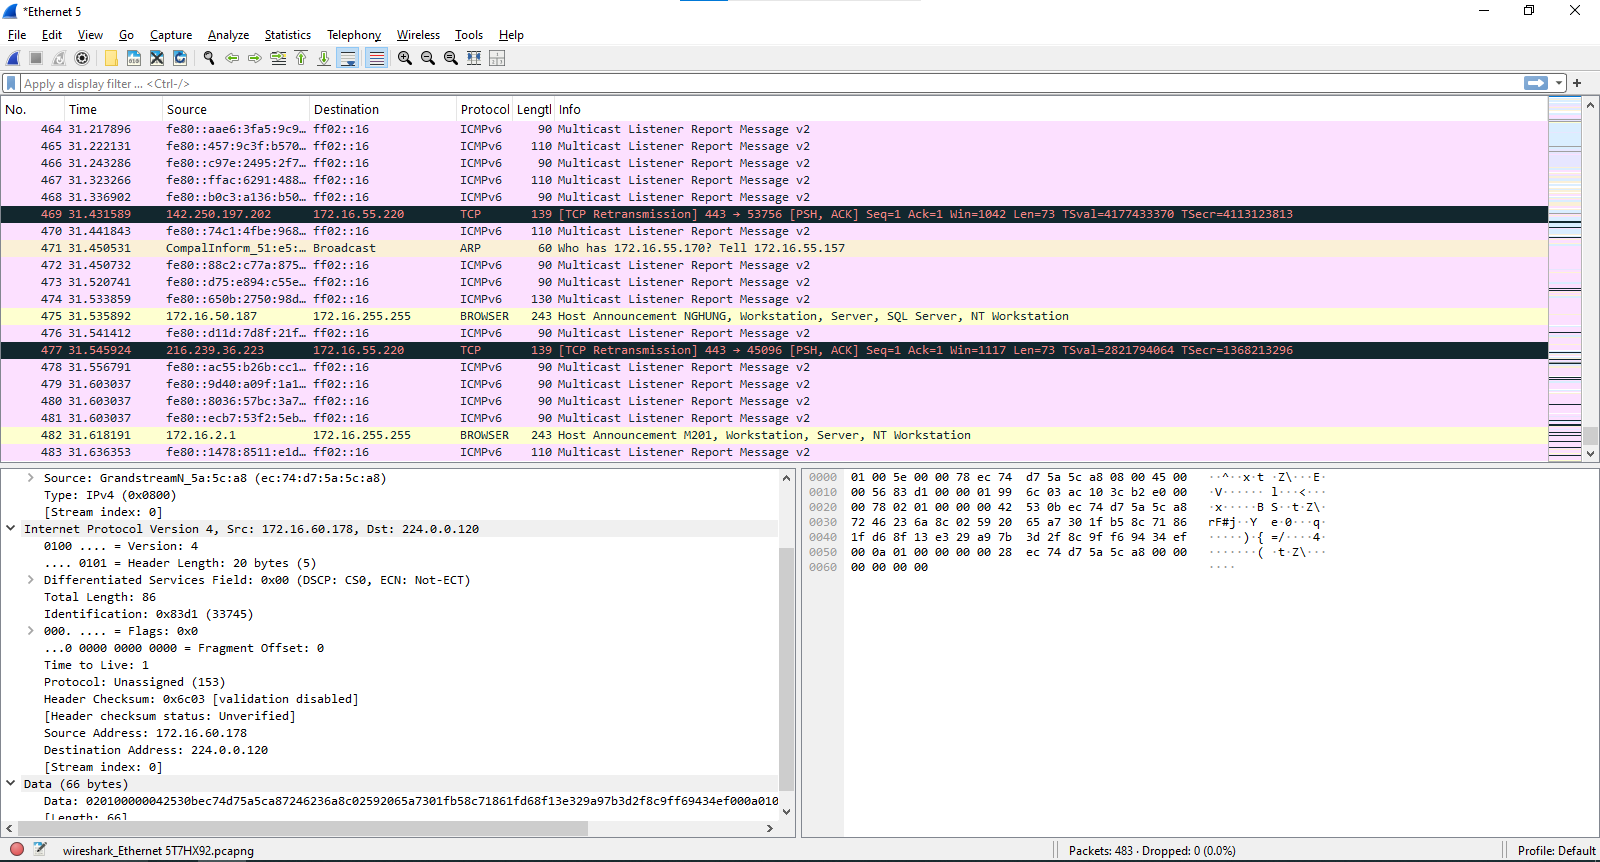 *Ethernet 5
File Edit View Go Capture Analyze Statistics Telephony Wireless Tools Help
Apply a display filter ... <Ctrl-/>
No. Time Source Destination Protocol Lengtl Info
464 31.217896 fe80::aae6:3fa5:9c9… ff02::16 ICMPv6 90 Multicast Listener Report Message v2
465 31.222131 fe80::457:9c3f:b570… ff02::16 ICMPv6 110 Multicast Listener Report Message v2
466 31.243286 fe80::c97e:2495:2f7… ff02::16 ICMPv6 90 Multicast Listener Report Message v2
467 31.323266 fe80::ffac:6291:488… ff02::16 ICMPv6 110 Multicast Listener Report Message v2
468 31.336902 fe80::b0c3:a136:b50… ff02::16 ICMPv6 90 Multicast Listener Report Message v2
469 31.431589 142.250.197.202 172.16.55.220 TCP 139 [TCP Retransmission] 443 → 53756 [PSH, ACK] Seq=1 Ack=1 Win=1042 Len=73 TSval=4177433370 TSecr=4113123813
470 31.441843 fe80::74c1:4fbe:968… ff02::16 ICMPv6 110 Multicast Listener Report Message v2
471 31.450531 CompalInform_51:e5:… Broadcast ARP 60 Who has 172.16.55.170? Tell 172.16.55.157
472 31.450732 fe80::88c2:c77a:875… ff02::16 ICMPv6 90 Multicast Listener Report Message v2
473 31.520741 fe80::d75:e894:c55e… ff02::16 ICMPv6 90 Multicast Listener Report Message v2
474 31.533859 fe80::650b:2750:98d… ff02::16 ICMPv6 130 Multicast Listener Report Message v2
475 31.535892 172.16.50.187 172.16.255.255 BROWSER 243 Host Announcement NGHUNG, Workstation, Server, SQL Server, NT Workstation
476 31.541412 fe80::d11d:7d8f:21f… ff02::16 ICMPv6 90 Multicast Listener Report Message v2
477 31.545924 216.239.36.223 172.16.55.220 TCP 139 [TCP Retransmission] 443 → 45096 [PSH, ACK] Seq=1 Ack=1 Win=1117 Len=73 TSval=2821794064 TSecr=1368213296
478 31.556791 fe80::ac55:b26b:cc1… ff02::16 ICMPv6 90 Multicast Listener Report Message v2
479 31.603037 fe80::9d40:a09f:1a1… ff02::16 ICMPv6 90 Multicast Listener Report Message v2
480 31.603037 fe80::8036:57bc:3a7… ff02::16 ICMPv6 90 Multicast Listener Report Message v2
481 31.603037 fe80::ecb7:53f2:5eb… ff02::16 ICMPv6 90 Multicast Listener Report Message v2
482 31.618191 172.16.2.1 172.16.255.255 BROWSER 243 Host Announcement M201, Workstation, Server, NT Workstation
483 31.636353 fe80::1478:8511:e1d… ff02::16 ICMPv6 110 Multicast Listener Report Message v2
Source: GrandstreamN_5a:5c:a8 (ec:74:d7:5a:5c:a8)
Type: IPv4 (0x0800)
[Stream index: 0]
Internet Protocol Version 4, Src: 172.16.60.178, Dst: 224.0.0.120
0100 .... = Version: 4
.... 0101 = Header Length: 20 bytes (5)
Differentiated Services Field: 0x00 (DSCP: CS0, ECN: Not-ECT)
Total Length: 86
Identification: 0x83d1 (33745)
000. .... = Flags: 0x0
...0 0000 0000 0000 = Fragment Offset: 0
Time to Live: 1
Protocol: Unassigned (153)
Header Checksum: 0x6c03 [validation disabled]
[Header checksum status: Unverified]
Source Address: 172.16.60.178
Destination Address: 224.0.0.120
[Stream index: 0]
Data (66 bytes)
Data: 020100000042530bec74d75a5ca87246236a8c02592065a7301fb58c71861fd68f13e329a97b3d2f8c9ff69434ef000a010
[Length: 66]
0000 01 00 5e 00 00 78 ec 74 d7 5a 5c a8 08 00 45 00 ··^··x·t ·Z\···E·
0010 00 56 83 d1 00 00 01 99 6c 03 ac 10 3c b2 e0 00 ·V······ l···<···
0020 00 78 02 01 00 00 00 42 53 0b ec 74 d7 5a 5c a8 ·x·····B S··t·Z\·
0030 72 46 23 6a 8c 02 59 20 65 a7 30 1f b5 8c 71 86 rF#j··Y  e·0···q·
0040 1f d6 8f 13 e3 29 a9 7b 3d 2f 8c 9f f6 94 34 ef ·····)·{ =/····4·
0050 00 0a 01 00 00 00 00 28 ec 74 d7 5a 5c a8 00 00 ·······( ·t·Z\···
0060 00 00 00 00 ····
wireshark_Ethernet 5T7HX92.pcapng
Packets: 483 · Dropped: 0 (0.0%)
Profile: Default